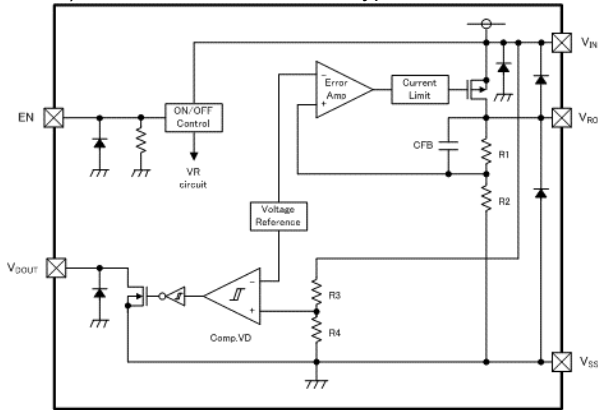 VIN
Error
Amp
Current
Limit
EN
ON/OFF
Control
VRO
CFB
R1
VR
circuit
R2
Voltage
Reference
VDOUT
R3
R4
Comp.VD
VSS